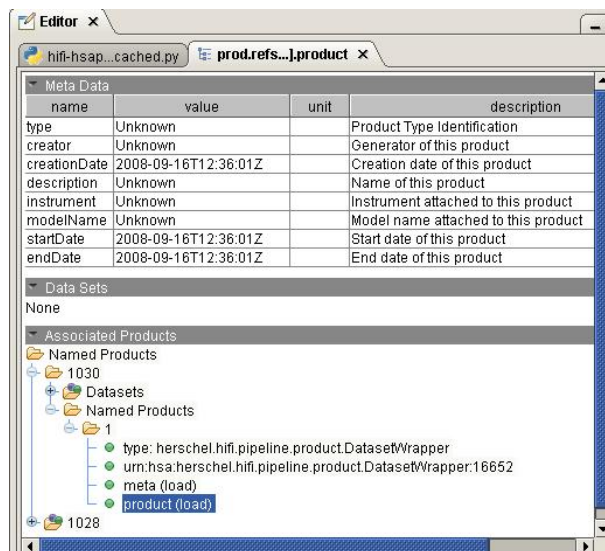 Editor ×
hifi-hsap...cached.py prod.refs...].product ×
Meta Data
name value unit description
type Unknown Product Type Identification
creator Unknown Generator of this product
creationDate 2008-09-16T12:36:01Z Creation date of this product
description Unknown Name of this product
instrument Unknown Instrument attached to this product
modelName Unknown Model name attached to this product
startDate 2008-09-16T12:36:01Z Start date of this product
endDate 2008-09-16T12:36:01Z End date of this product
Data Sets
None
Associated Products
Named Products
1030
Datasets
Named Products
1
type: herschel.hifi.pipeline.product.DatasetWrapper
urn:hsa:herschel.hifi.pipeline.product.DatasetWrapper:16652
meta (load)
product (load)
1028